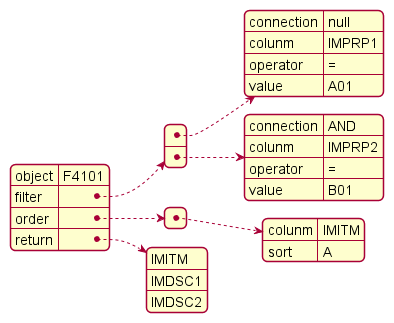 connection null
colunm IMPRP1
operator =
value A01
connection AND
colunm IMPRP2
operator =
value B01
object F4101
filter
order
return
colunm IMITM
sort A
IMITM
IMDSC1
IMDSC2